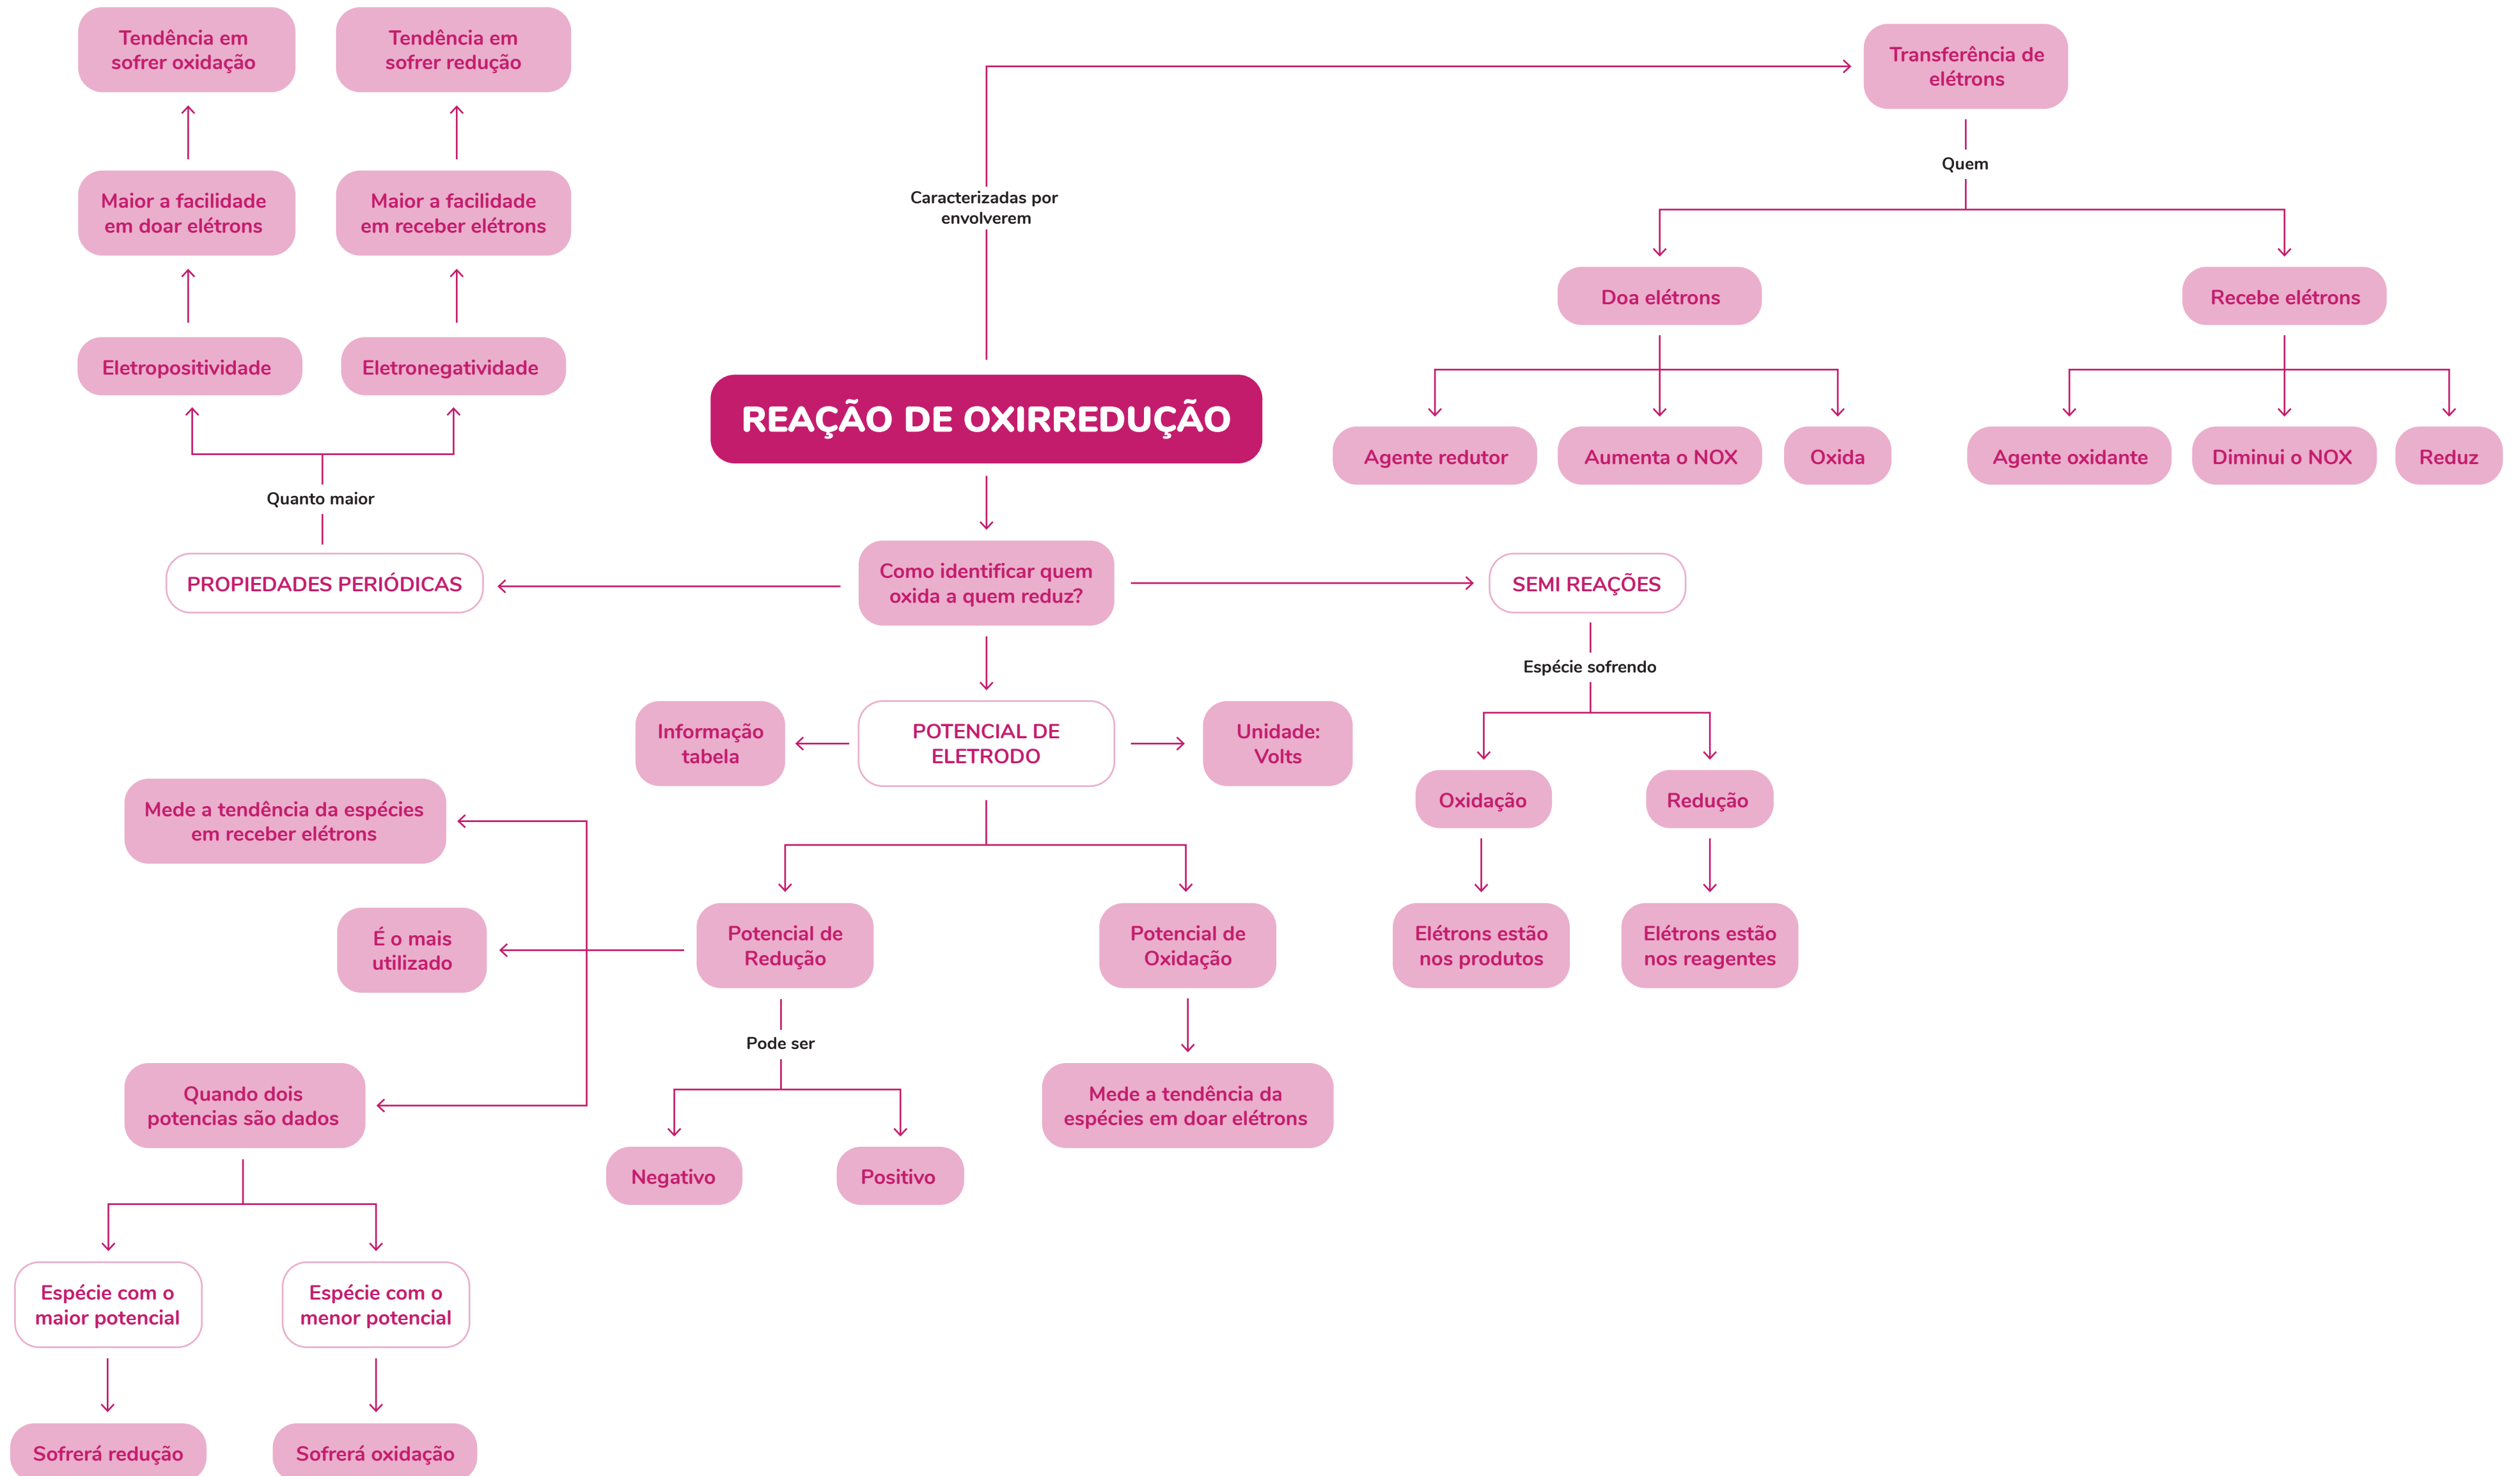 Tendência em
sofrer oxidação
Tendência em
sofrer redução
Transferência de
elétrons
Quem
Maior a facilidade
em doar elétrons
Maior a facilidade
em receber elétrons
Caracterizadas por
envolverem
Doa elétrons
Recebe elétrons
Eletropositividade
Eletronegatividade
REAÇÃO DE OXIRREDUÇÃO
Agente redutor
Aumenta o NOX
Oxida
Agente oxidante
Diminui o NOX
Reduz
Quanto maior
PROPIEDADES PERIÓDICAS
Como identificar quem
oxida a quem reduz?
SEMI REAÇÕES
Espécie sofrendo
Informação
tabela
POTENCIAL DE
ELETRODO
Unidade:
Volts
Oxidação
Redução
Mede a tendência da espécies
em receber elétrons
É o mais
utilizado
Potencial de
Redução
Potencial de
Oxidação
Elétrons estão
nos produtos
Elétrons estão
nos reagentes
Pode ser
Quando dois
potencias são dados
Mede a tendência da
espécies em doar elétrons
Negativo
Positivo
Espécie com o
maior potencial
Espécie com o
menor potencial
Sofrerá redução
Sofrerá oxidação